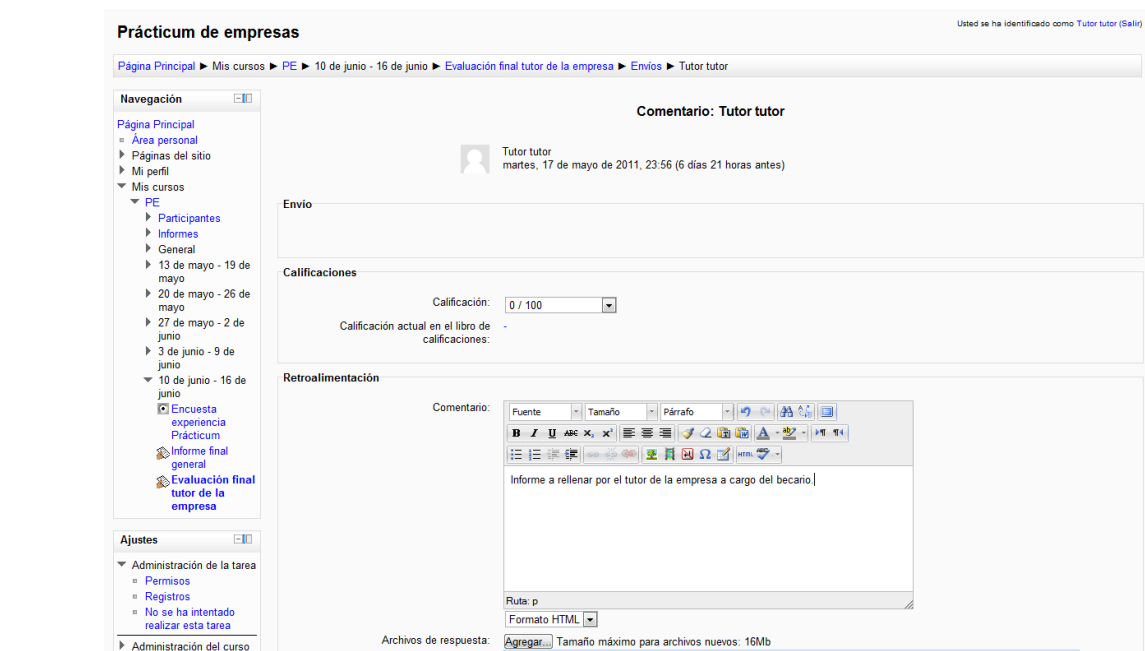 Prácticum de empresas
Usted se ha identificado como Tutor tutor (Salir)
Página Principal ► Mis cursos ► PE ► 10 de junio - 16 de junio ► Evaluación final tutor de la empresa ► Envíos ► Tutor tutor
Navegación
Página Principal
Área personal
Páginas del sitio
Mi perfil
Mis cursos
PE
Participantes
Informes
General
13 de mayo - 19 de
mayo
20 de mayo - 26 de
mayo
27 de mayo - 2 de
junio
3 de junio - 9 de
junio
10 de junio - 16 de
junio
Encuesta
experiencia
Prácticum
Informe final
general
Evaluación final
tutor de la
empresa
Ajustes
Administración de la tarea
Permisos
Registros
No se ha intentado
realizar esta tarea
Administración del curso
Comentario: Tutor tutor
Tutor tutor
martes, 17 de mayo de 2011, 23:56 (6 días 21 horas antes)
Envío
Calificaciones
Calificación: 0 / 100
Calificación actual en el libro de -
calificaciones:
Retroalimentación
Comentario:
Fuente Tamaño Párrafo
B I U ABC x₂ x² A ab
Ω HTML ABC
Informe a rellenar por el tutor de la empresa a cargo del becario.
Ruta: p
Formato HTML
Archivos de respuesta: Agregar... Tamaño máximo para archivos nuevos: 16Mb